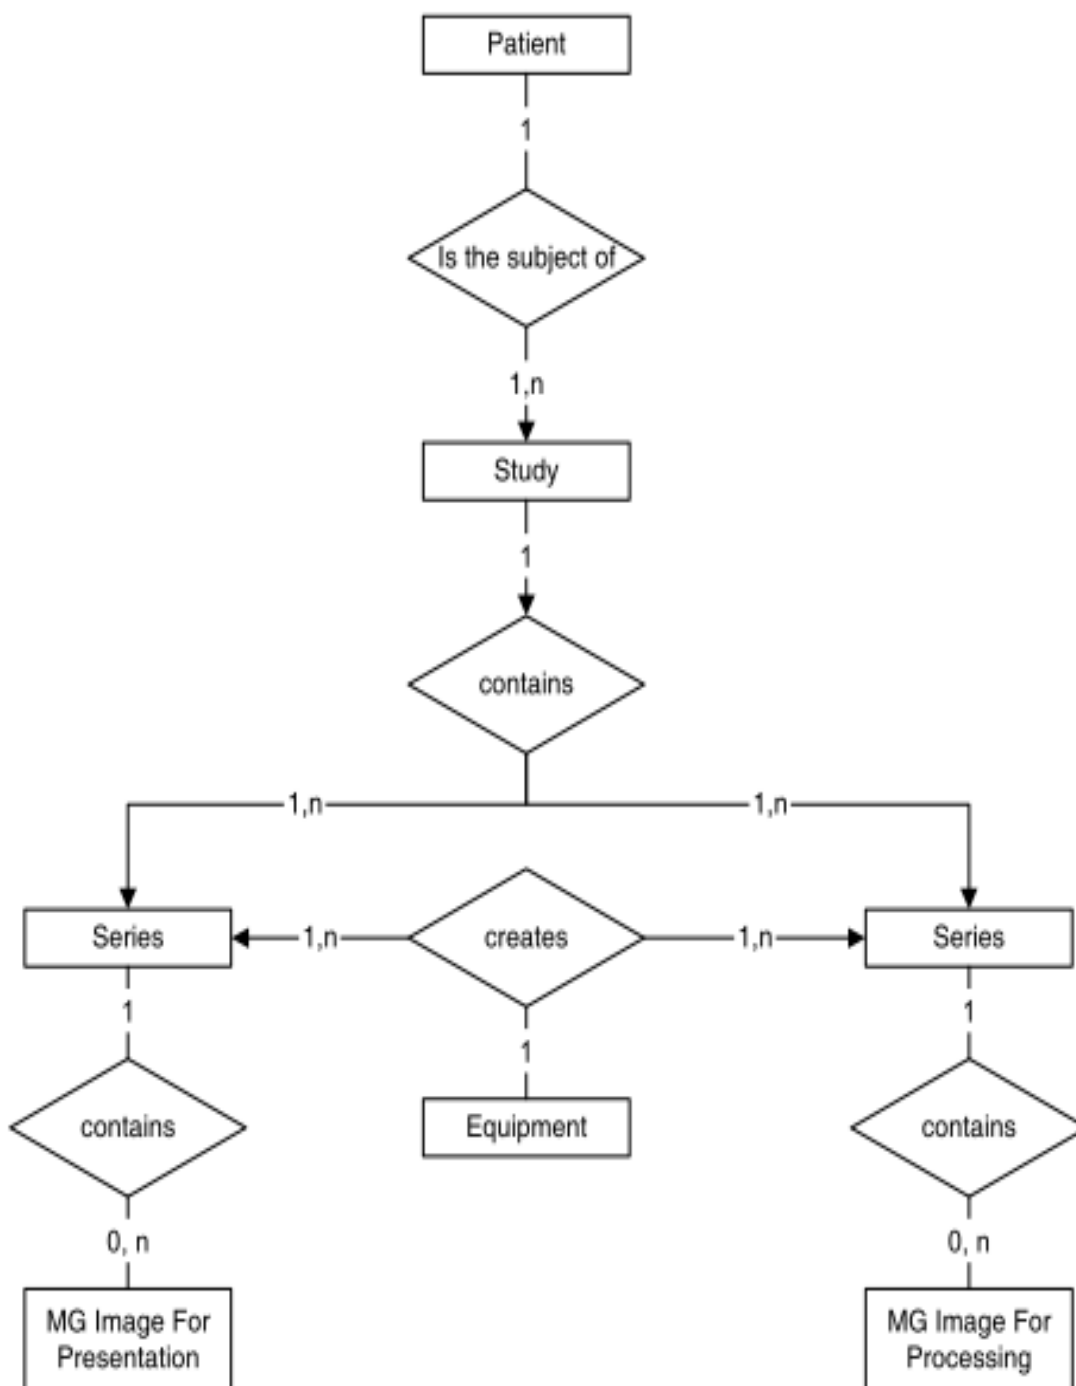 Patient
1
Is the subject of
1,n
Study
1
contains
1,n
1,n
Series
1,n
creates
1,n
Series
1
1
1
contains
Equipment
contains
0, n
0, n
MG Image For
Presentation
MG Image For
Processing